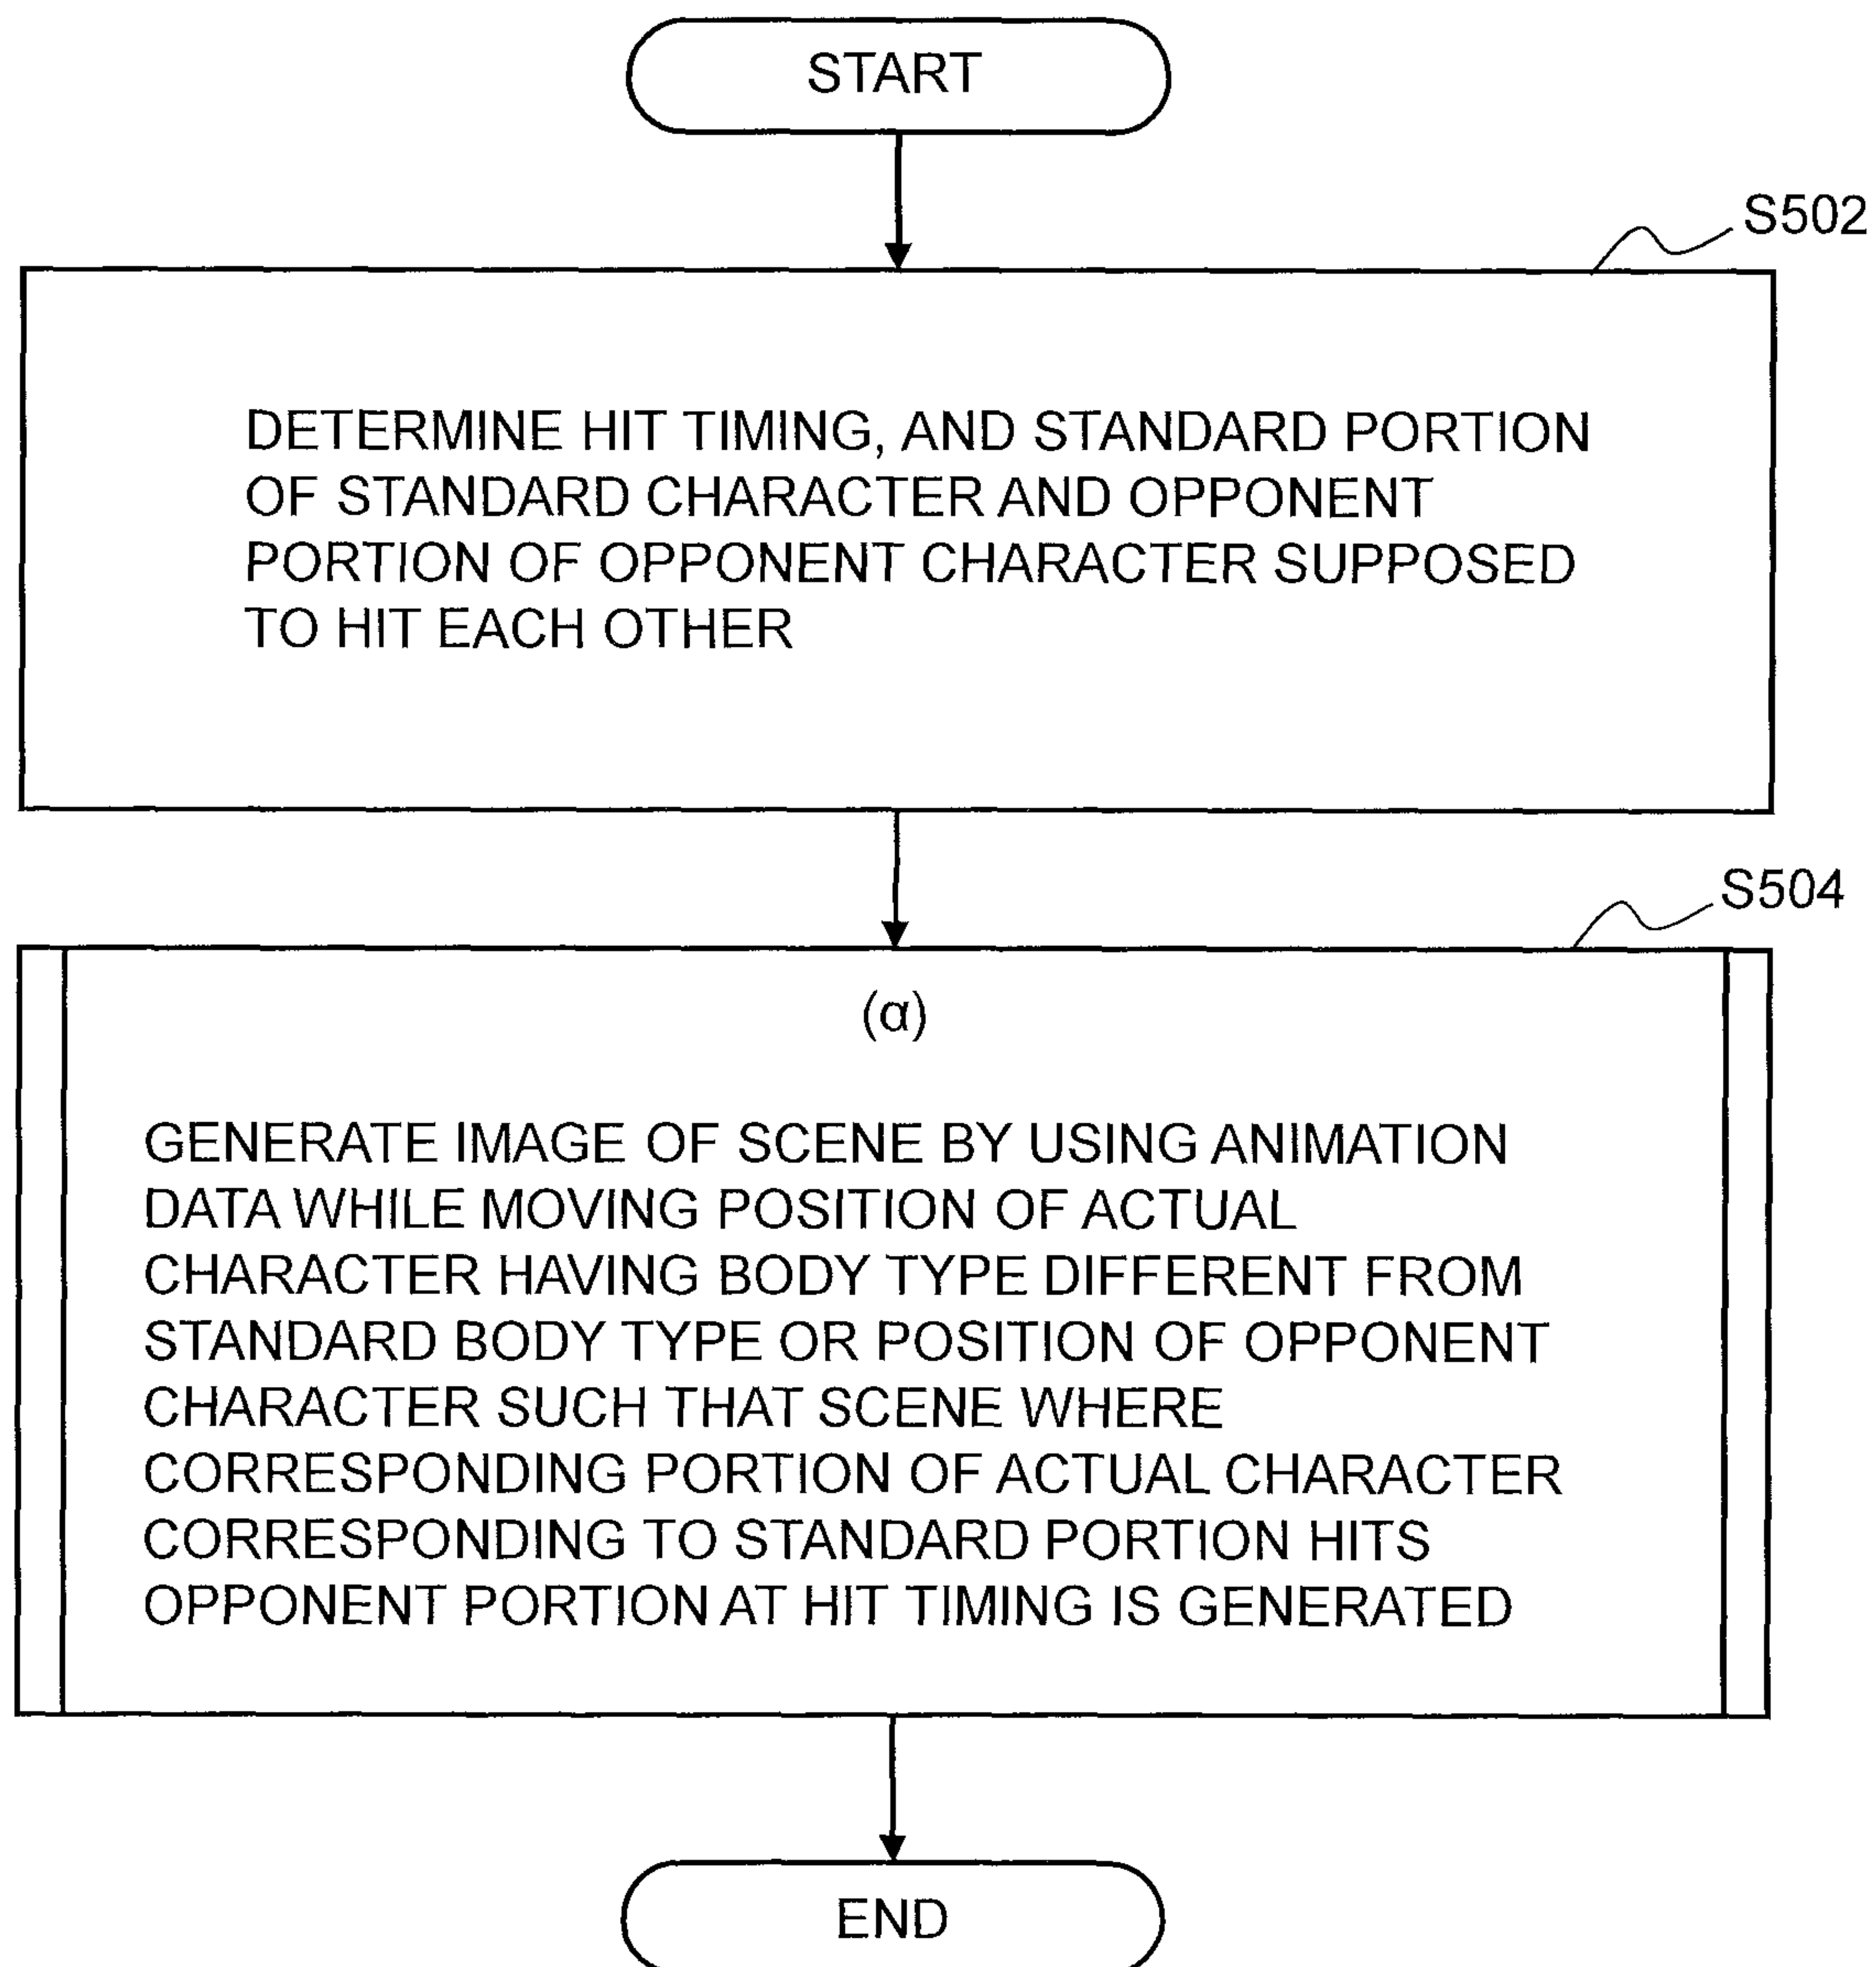 START
S502
DETERMINE HIT TIMING, AND STANDARD PORTION
OF STANDARD CHARACTER AND OPPONENT
PORTION OF OPPONENT CHARACTER SUPPOSED
TO HIT EACH OTHER
S504
(α)
GENERATE IMAGE OF SCENE BY USING ANIMATION
DATA WHILE MOVING POSITION OF ACTUAL
CHARACTER HAVING BODY TYPE DIFFERENT FROM
STANDARD BODY TYPE OR POSITION OF OPPONENT
CHARACTER SUCH THAT SCENE WHERE
CORRESPONDING PORTION OF ACTUAL CHARACTER
CORRESPONDING TO STANDARD PORTION HITS
OPPONENT PORTION AT HIT TIMING IS GENERATED
END